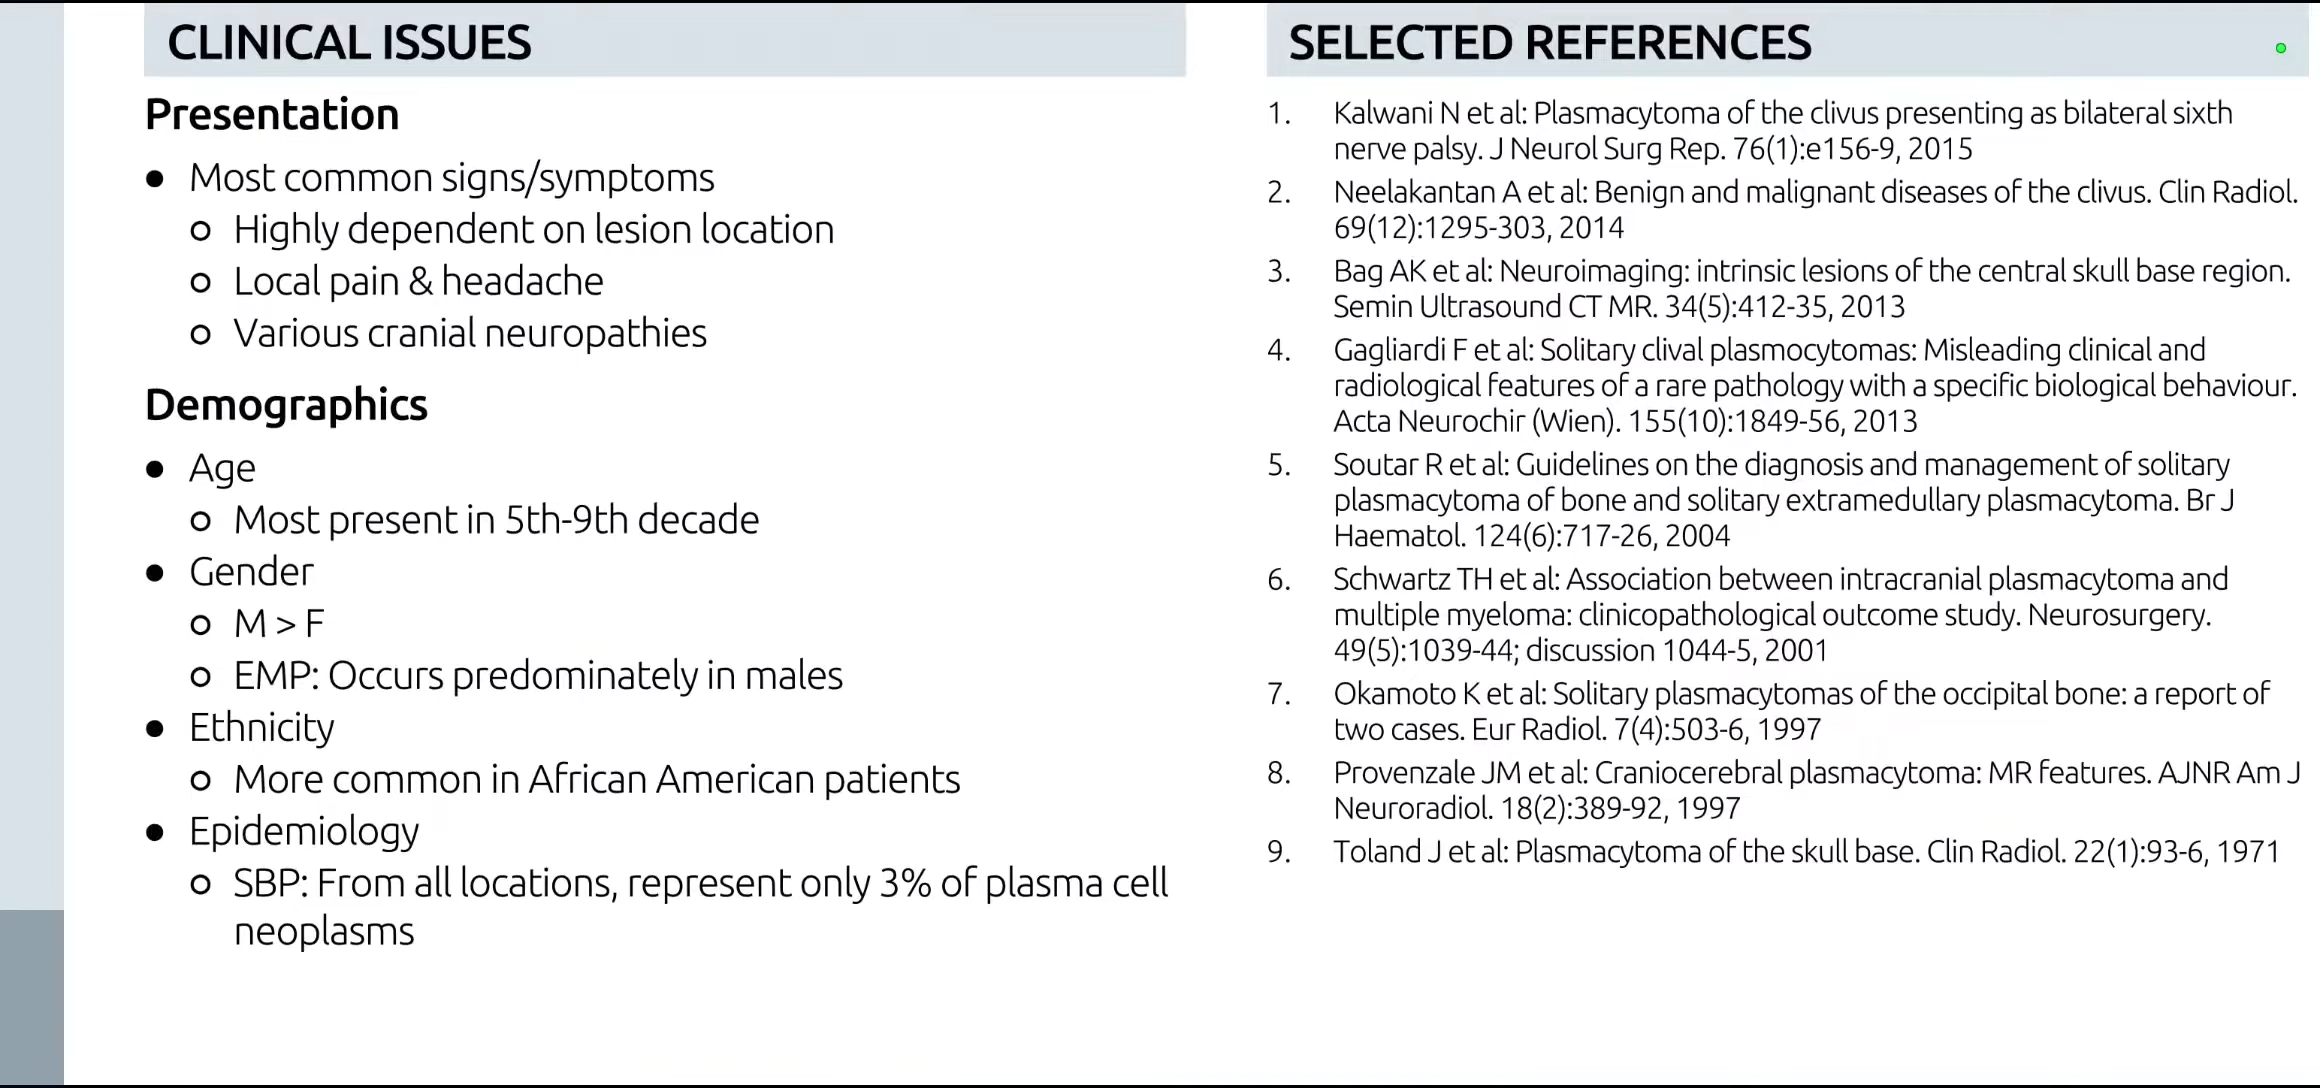 CLINICAL ISSUES
Presentation
● Most common signs/symptoms
○ Highly dependent on lesion location
○ Local pain & headache
○ Various cranial neuropathies
Demographics
● Age
○ Most present in 5th-9th decade
● Gender
○ M > F
○ EMP: Occurs predominately in males
● Ethnicity
○ More common in African American patients
● Epidemiology
○ SBP: From all locations, represent only 3% of plasma cell
neoplasms
SELECTED REFERENCES
1. Kalwani N et al: Plasmacytoma of the clivus presenting as bilateral sixth
nerve palsy. J Neurol Surg Rep. 76(1):e156-9, 2015
2. Neelakantan A et al: Benign and malignant diseases of the clivus. Clin Radiol.
69(12):1295-303, 2014
3. Bag AK et al: Neuroimaging: intrinsic lesions of the central skull base region.
Semin Ultrasound CT MR. 34(5):412-35, 2013
4. Gagliardi F et al: Solitary clival plasmocytomas: Misleading clinical and
radiological features of a rare pathology with a specific biological behaviour.
Acta Neurochir (Wien). 155(10):1849-56, 2013
5. Soutar R et al: Guidelines on the diagnosis and management of solitary
plasmacytoma of bone and solitary extramedullary plasmacytoma. Br J
Haematol. 124(6):717-26, 2004
6. Schwartz TH et al: Association between intracranial plasmacytoma and
multiple myeloma: clinicopathological outcome study. Neurosurgery.
49(5):1039-44; discussion 1044-5, 2001
7. Okamoto K et al: Solitary plasmacytomas of the occipital bone: a report of
two cases. Eur Radiol. 7(4):503-6, 1997
8. Provenzale JM et al: Craniocerebral plasmacytoma: MR features. AJNR Am J
Neuroradiol. 18(2):389-92, 1997
9. Toland J et al: Plasmacytoma of the skull base. Clin Radiol. 22(1):93-6, 1971